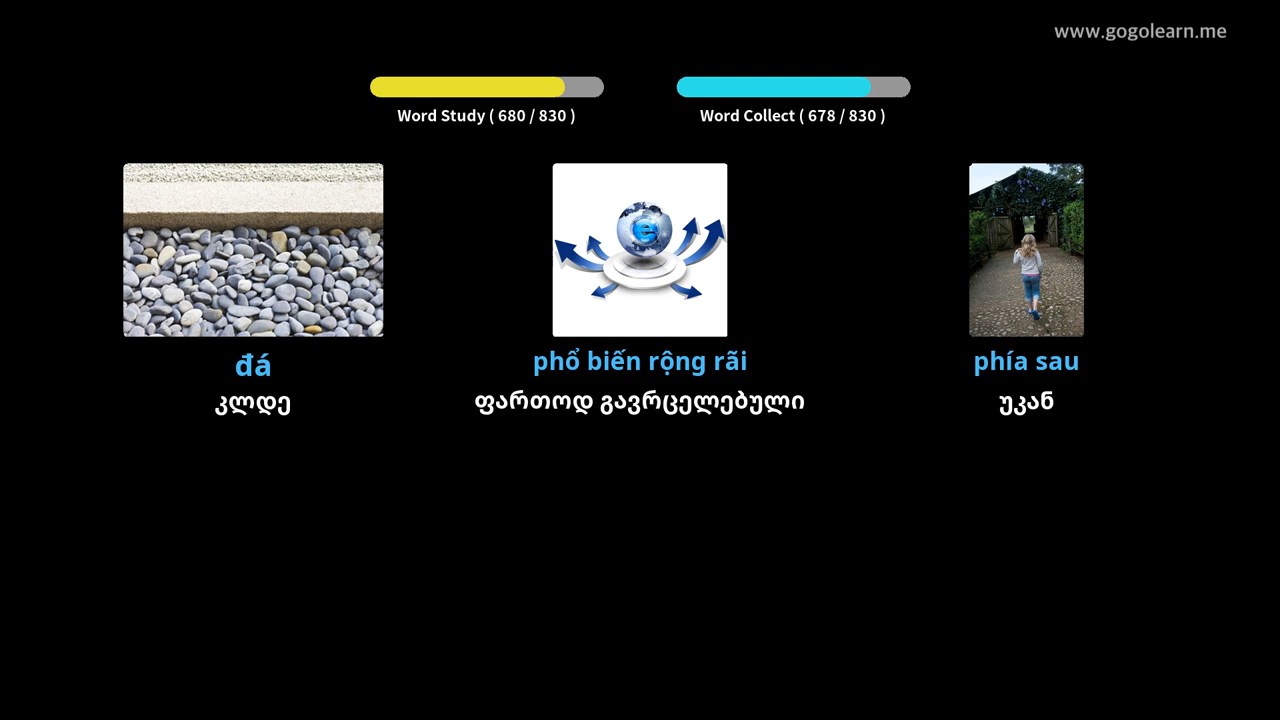 www.gogolearn.me
Word Study ( 680 / 830 )
Word Collect ( 678 / 830 )
e
đá
phổ biến rộng rãi
phía sau
კლდე
ფართოდ გავრცელებული
უკან